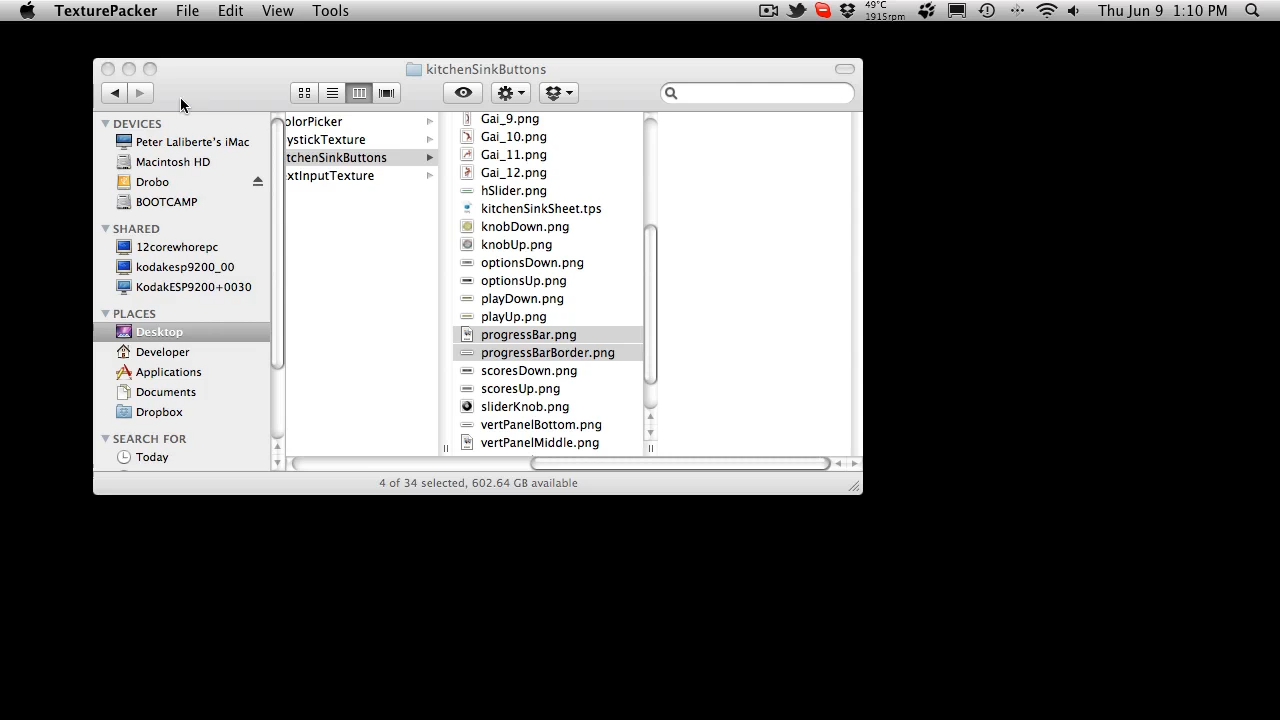 TexturePacker File Edit View Tools 49°C 1915rpm Thu Jun 9 1:10 PM
kitchenSinkButtons
DEVICES
Peter Laliberte's iMac
Macintosh HD
Drobo
BOOTCAMP
SHARED
12corewhorepc
kodakesp9200_00
KodakESP9200+0030
PLACES
Desktop
Developer
Applications
Documents
Dropbox
SEARCH FOR
Today
olorPicker
ystickTexture
tchenSinkButtons
xtInputTexture
Gai_9.png
Gai_10.png
Gai_11.png
Gai_12.png
hSlider.png
kitchenSinkSheet.tps
knobDown.png
knobUp.png
optionsDown.png
optionsUp.png
playDown.png
playUp.png
progressBar.png
progressBarBorder.png
scoresDown.png
scoresUp.png
sliderKnob.png
vertPanelBottom.png
vertPanelMiddle.png
4 of 34 selected, 602.64 GB available